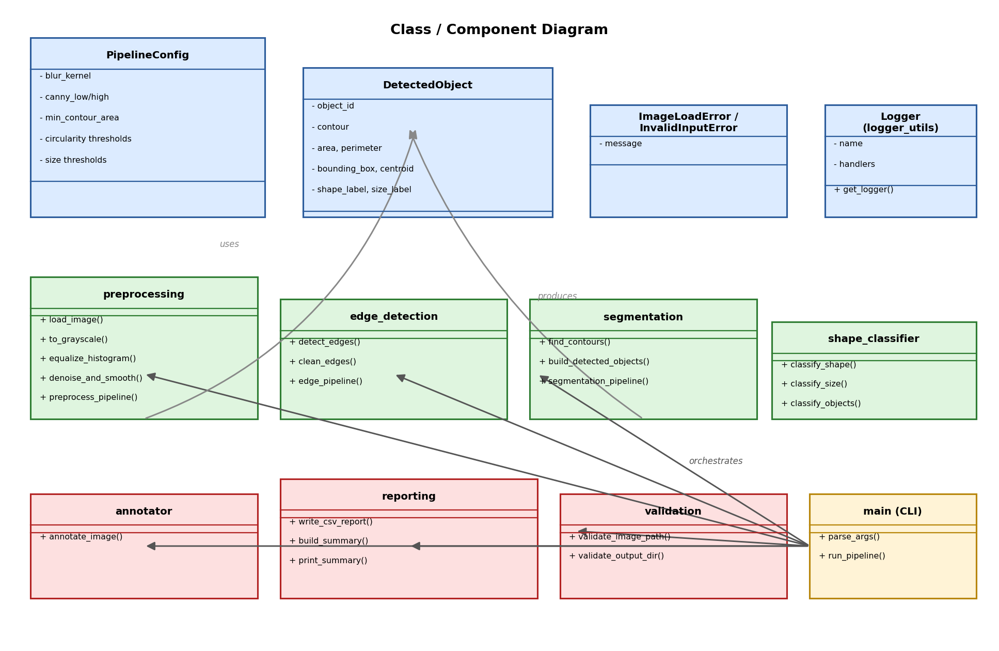 Class / Component Diagram
PipelineConfig
- blur_kernel
- canny_low/high
- min_contour_area
- circularity thresholds
- size thresholds
DetectedObject
- object_id
- contour
- area, perimeter
- bounding_box, centroid
- shape_label, size_label
ImageLoadError /
InvalidInputError
- message
Logger
(logger_utils)
- name
- handlers
+ get_logger()
uses
produces
preprocessing
+ load_image()
+ to_grayscale()
+ equalize_histogram()
+ denoise_and_smooth()
+ preprocess_pipeline()
edge_detection
+ detect_edges()
+ clean_edges()
+ edge_pipeline()
segmentation
+ find_contours()
+ build_detected_objects()
+ segmentation_pipeline()
shape_classifier
+ classify_shape()
+ classify_size()
+ classify_objects()
orchestrates
annotator
+ annotate_image()
reporting
+ write_csv_report()
+ build_summary()
+ print_summary()
validation
+ validate_image_path()
+ validate_output_dir()
main (CLI)
+ parse_args()
+ run_pipeline()